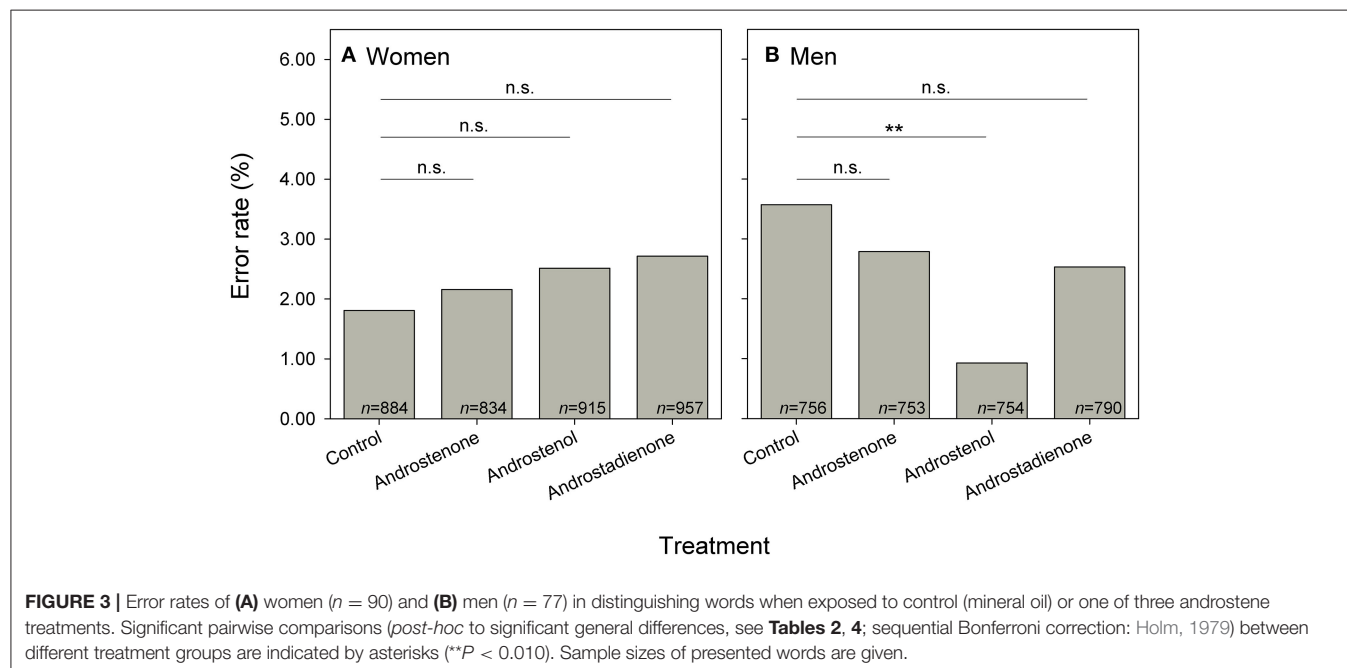 A Women
B Men
6.00
5.00
4.00
3.00
2.00
1.00
0.00
Error rate (%)
n.s.
n.s.
n.s.
n.s.
**
n.s.
n=884
n=834
n=915
n=957
n=756
n=753
n=754
n=790
Control
Androstenone
Androstenol
Androstadienone
Control
Androstenone
Androstenol
Androstadienone
Treatment
FIGURE 3 | Error rates of (A) women (n = 90) and (B) men (n = 77) in distinguishing words when exposed to control (mineral oil) or one of three androstene
treatments. Significant pairwise comparisons (post-hoc to significant general differences, see Tables 2, 4; sequential Bonferroni correction: Holm, 1979) between
different treatment groups are indicated by asterisks (**P < 0.010). Sample sizes of presented words are given.